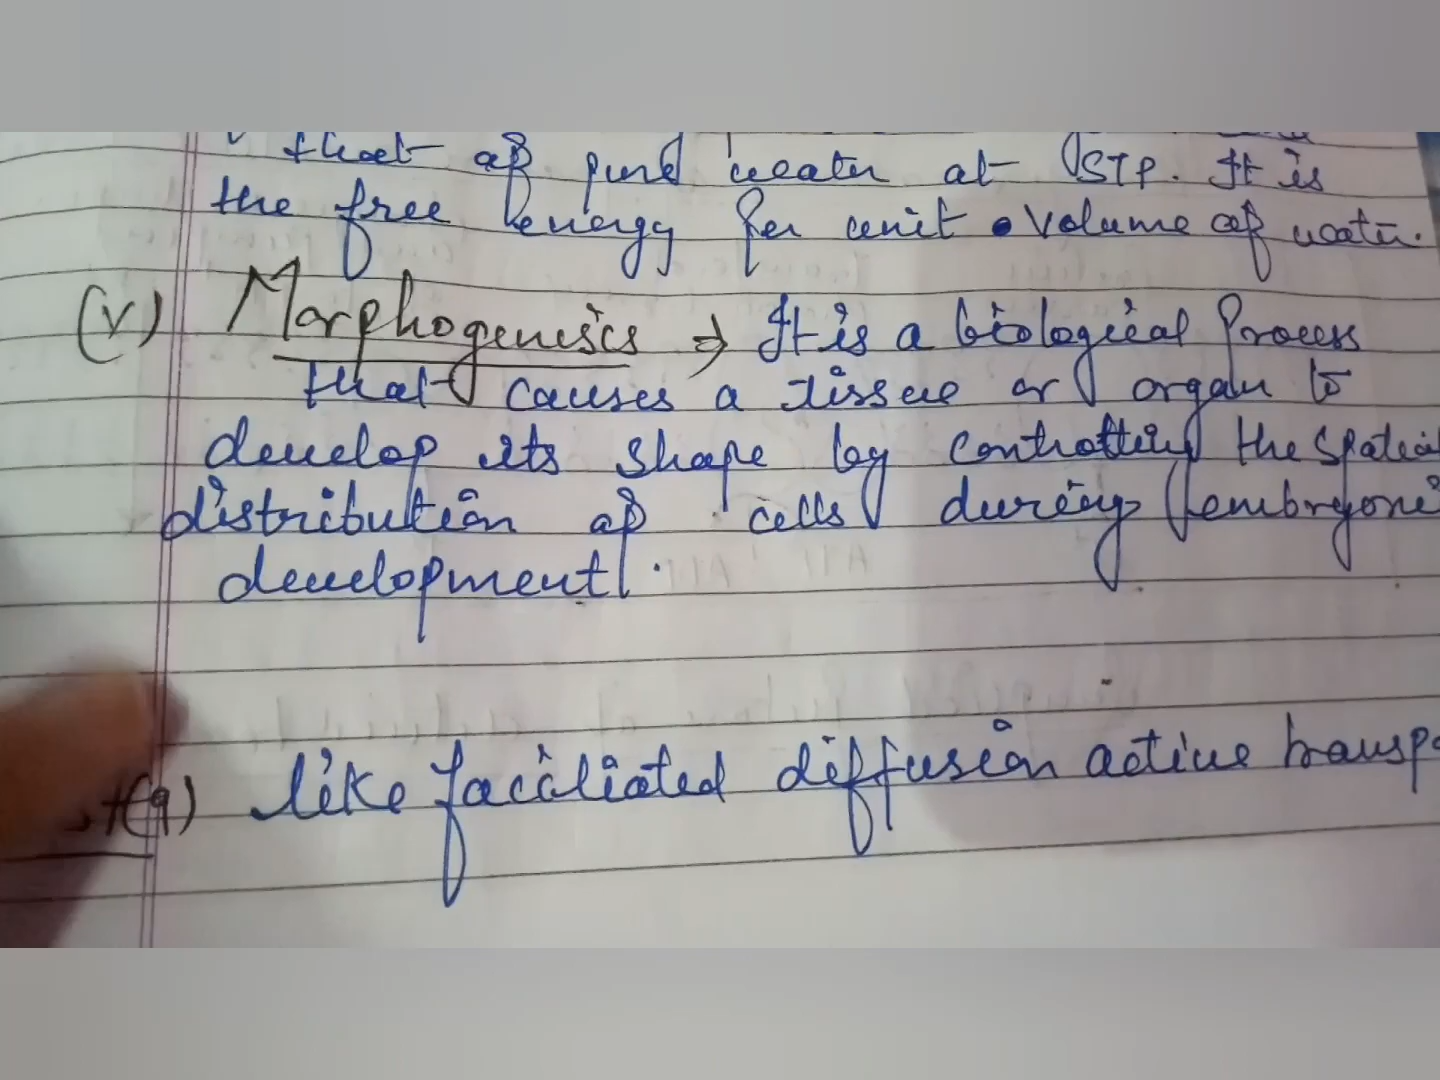 that of pure water at STP. It is
the free energy per unit volume of water.
(v) Morphogenesis → It is a biological Process
that causes a tissue or organ to
develop its shape by controlling the spatial
distribution of cells during embryoni
development.
(9) like faciliated diffusion active transpo